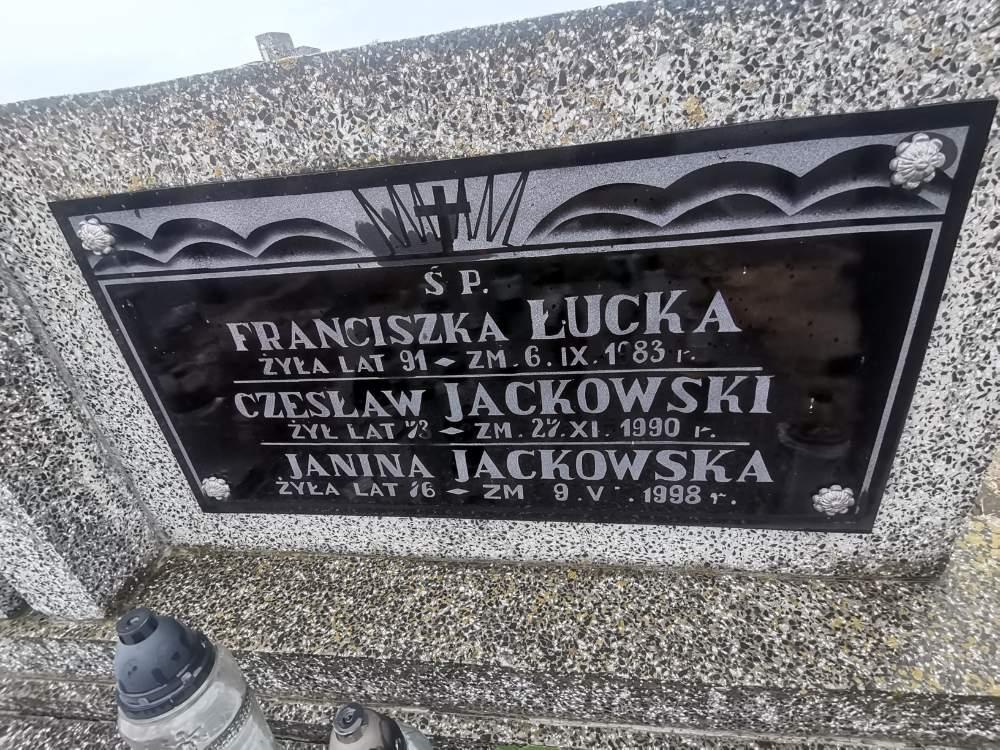 Ś P.
FRANCISZKA ŁUCKA
ŻYŁA LAT 91 - ZM. 6. IX. 1983 r.
CZESŁAW JACKOWSKI
ŻYŁ LAT - ZM. 27. XI. 1990 r.
JANINA JACKOWSKA
ŻYŁA LAT - ZM 9. 1998 r.